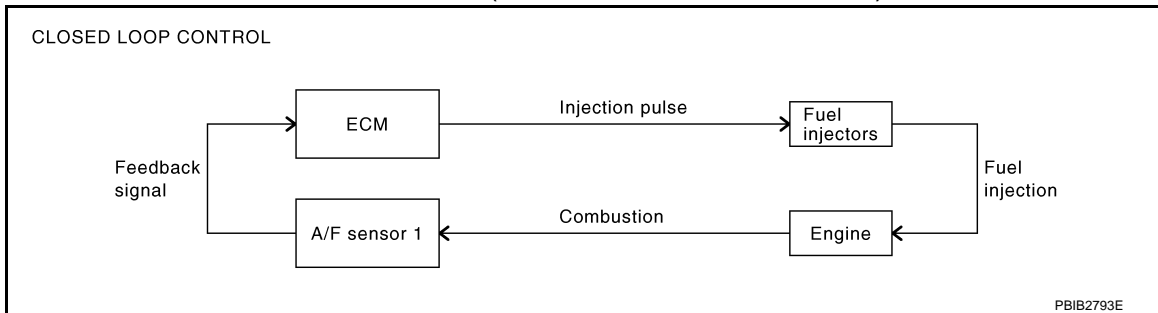 CLOSED LOOP CONTROL
ECM
Injection pulse
Fuel
injectors
Feedback
signal
Fuel
injection
A/F sensor 1
Combustion
Engine
PBIB2793E